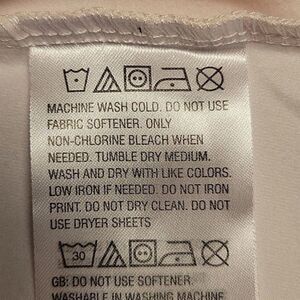 MACHINE WASH COLD. DO NOT USE
FABRIC SOFTENER. ONLY
NON-CHLORINE BLEACH WHEN
NEEDED. TUMBLE DRY MEDIUM.
WASH AND DRY WITH LIKE COLORS.
LOW IRON IF NEEDED. DO NOT IRON
PRINT. DO NOT DRY CLEAN. DO NOT
USE DRYER SHEETS
30
GB: DO NOT USE SOFTENER.
WASHABLE IN WASHING MACHINE